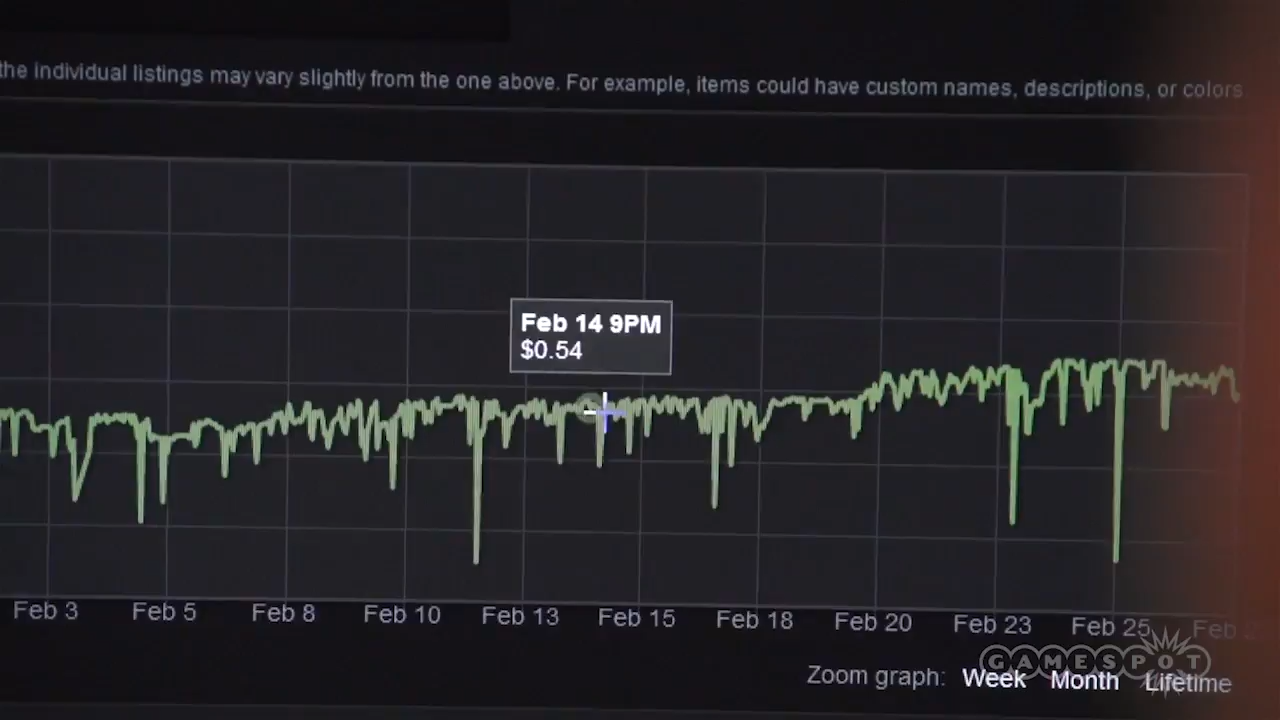 the individual listings may vary slightly from the one above. For example, items could have custom names, descriptions, or colors
Feb 14 9PM
$0.54
Feb 3 Feb 5 Feb 8 Feb 10 Feb 13 Feb 15 Feb 18 Feb 20 Feb 23 Feb 25 Feb
Zoom graph: Week Month Lifetime
GAMESPOT